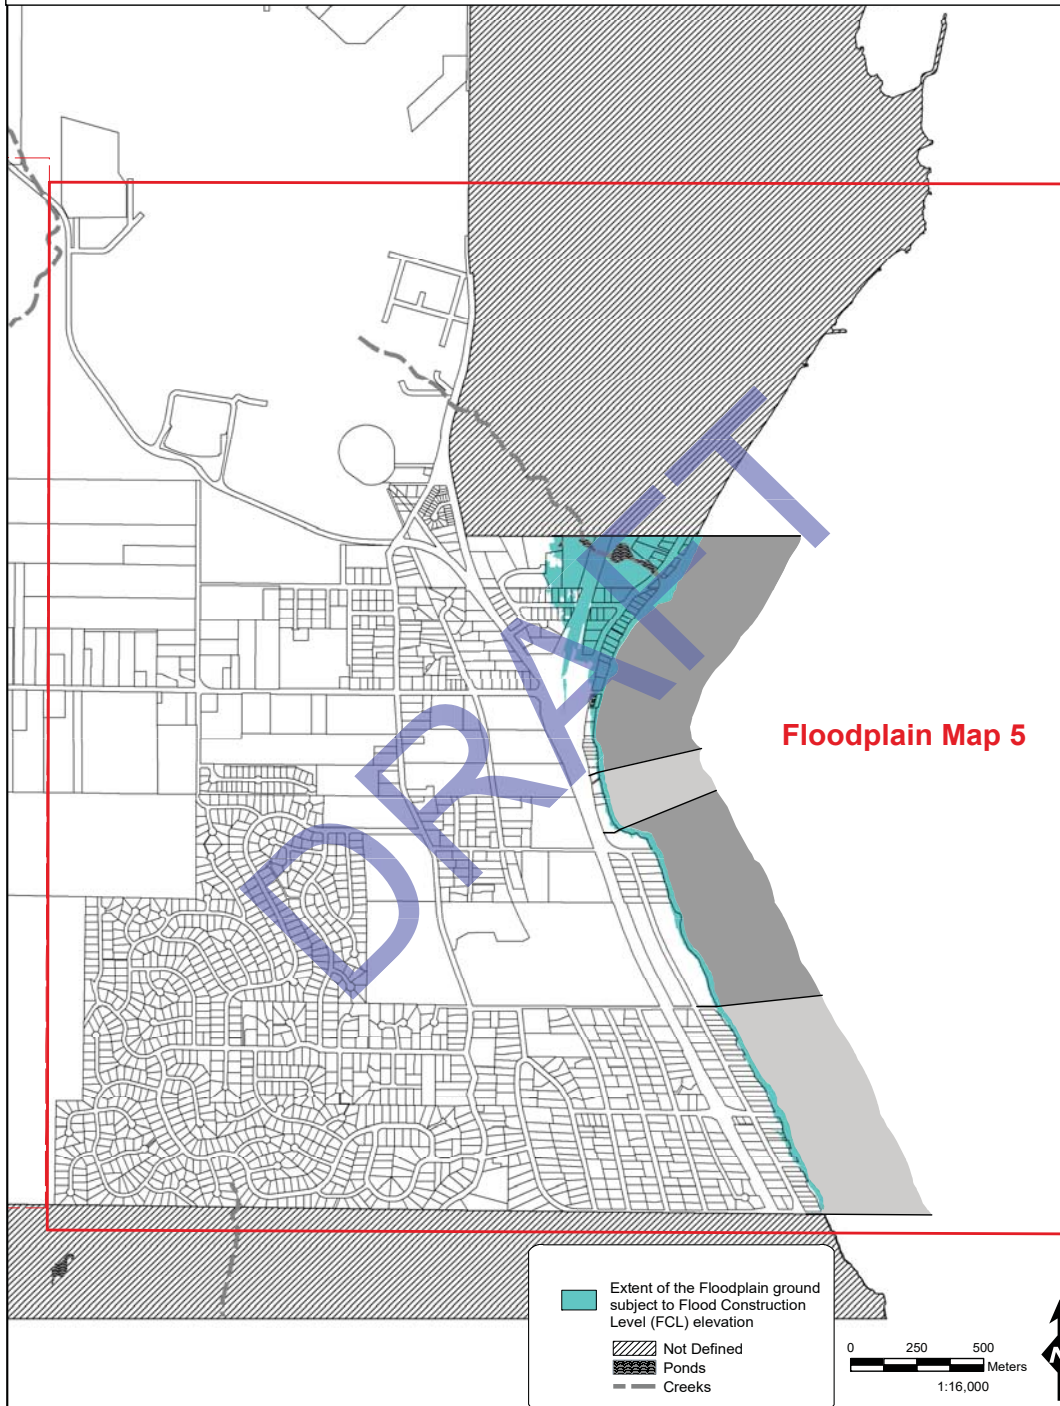 DRAFT
Floodplain Map 5
Extent of the Floodplain ground
subject to Flood Construction
Level (FCL) elevation
Not Defined
Ponds
Creeks
0 250 500
Meters
1:16,000
N